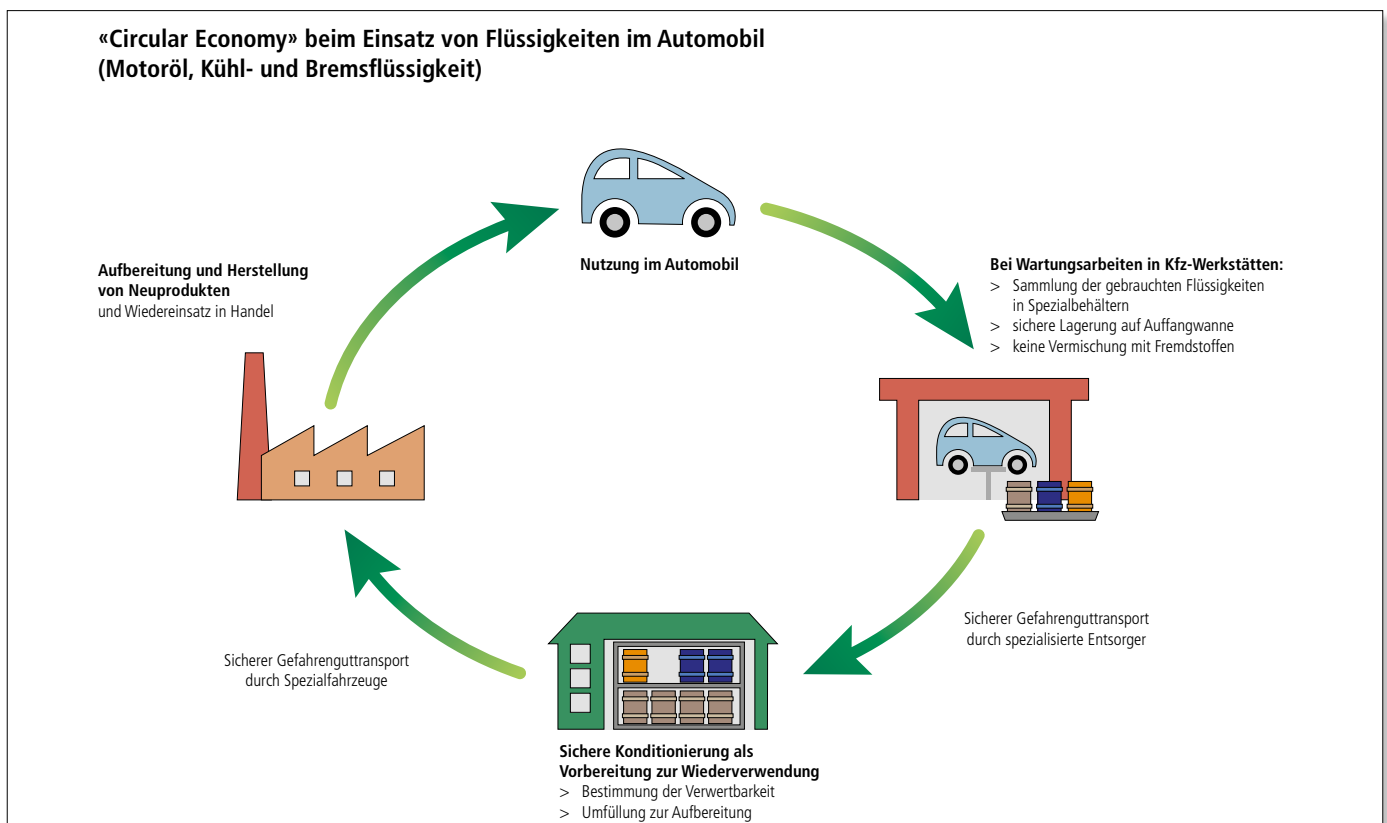 «Circular Economy» beim Einsatz von Flüssigkeiten im Automobil
(Motoröl, Kühl- und Bremsflüssigkeit)
Nutzung im Automobil
Bei Wartungsarbeiten in Kfz-Werkstätten:
> Sammlung der gebrauchten Flüssigkeiten
in Spezialbehältern
> sichere Lagerung auf Auffangwanne
> keine Vermischung mit Fremdstoffen
Sicherer Gefahrenguttransport
durch spezialisierte Entsorger
Sichere Konditionierung als
Vorbereitung zur Wiederverwendung
> Bestimmung der Verwertbarkeit
> Umfüllung zur Aufbereitung
Sicherer Gefahrenguttransport
durch Spezialfahrzeuge
Aufbereitung und Herstellung
von Neuprodukten
und Wiedereinsatz in Handel